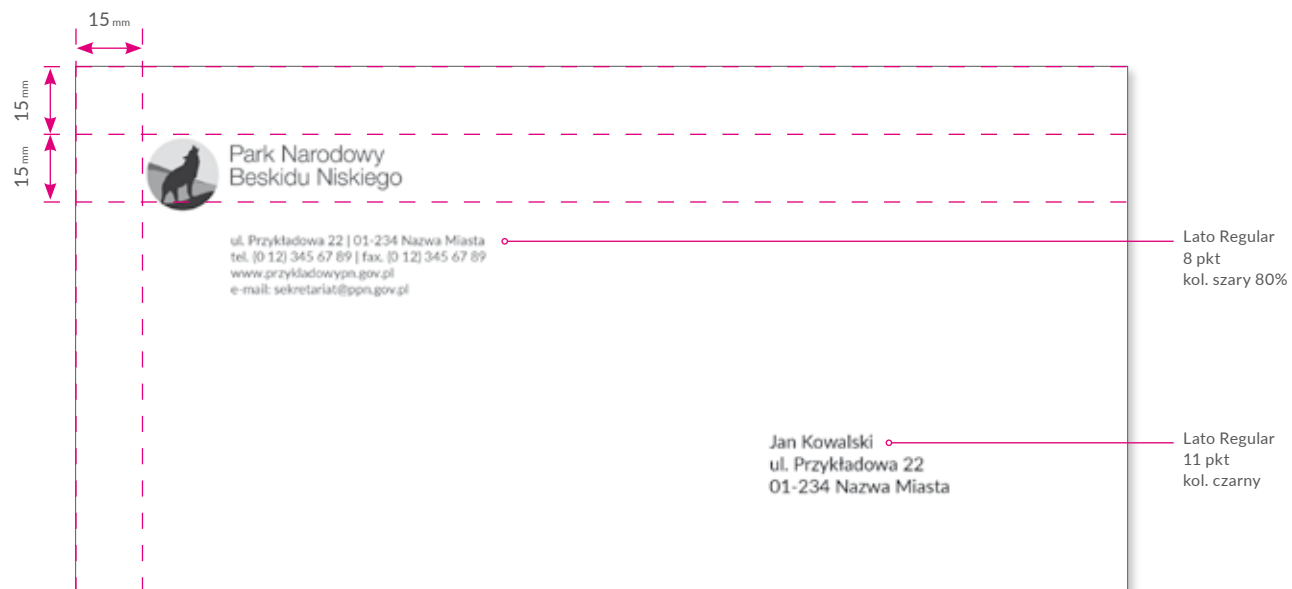 15 mm
15 mm
15 mm
Park Narodowy
Beskidu Niskiego
ul. Przykładowa 22 | 01-234 Nazwa Miasta
tel. (0 12) 345 67 89 | fax. (0 12) 345 67 89
www.przykladowypn.gov.pl
e-mail: sekretariat@ppn.gov.pl
Lato Regular
8 pkt
kol. szary 80%
Jan Kowalski
ul. Przykładowa 22
01-234 Nazwa Miasta
Lato Regular
11 pkt
kol. czarny